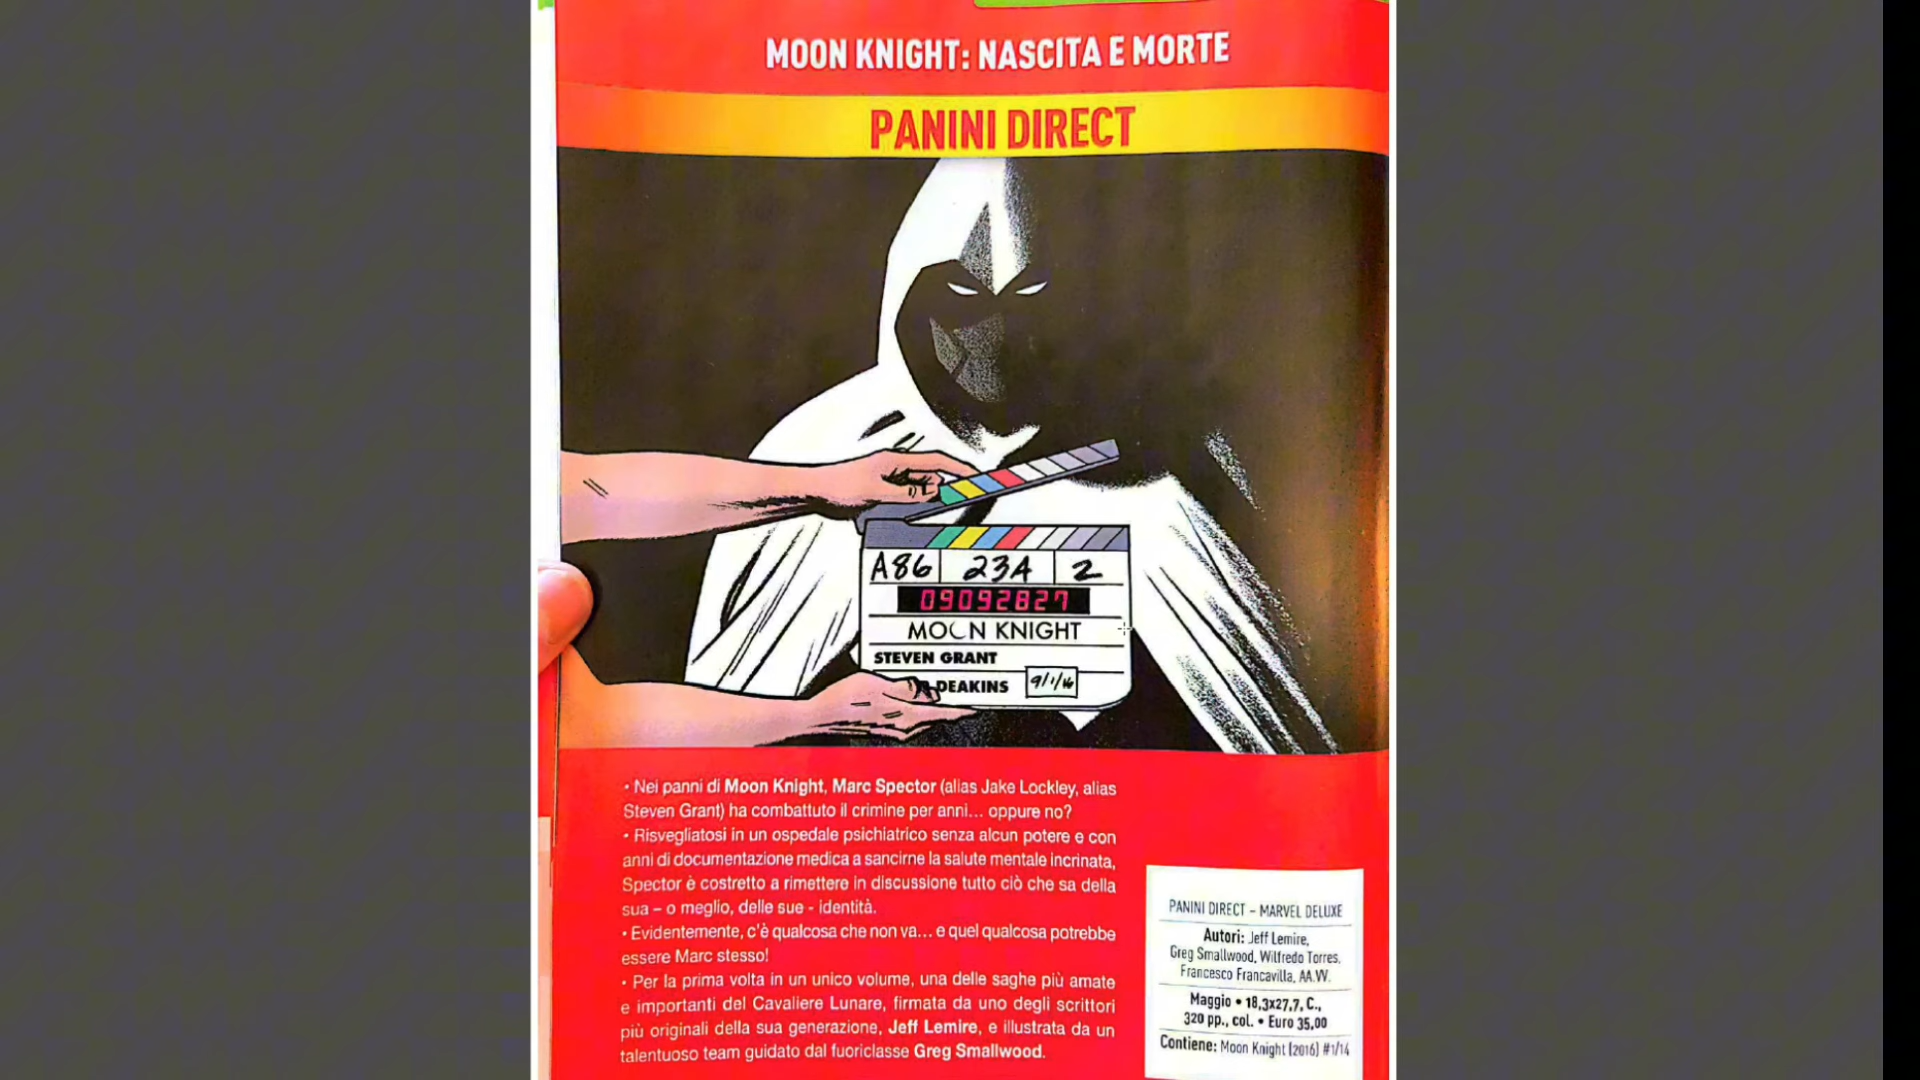 MOON KNIGHT: NASCITA E MORTE
PANINI DIRECT
A86 23A 2
09092827
MOON KNIGHT
STEVEN GRANT
DEAKINS 9/1/16
• Nei panni di Moon Knight, Marc Spector (alias Jake Lockley, alias
Steven Grant) ha combattuto il crimine per anni... oppure no?
• Risvegliatosi in un ospedale psichiatrico senza alcun potere e con
anni di documentazione medica a sancirne la salute mentale incrinata,
Spector è costretto a rimettere in discussione tutto ciò che sa della
sua – o meglio, delle sue - identità.
• Evidentemente, c'è qualcosa che non va... e quel qualcosa potrebbe
essere Marc stesso!
• Per la prima volta in un unico volume, una delle saghe più amate
e importanti del Cavaliere Lunare, firmata da uno degli scrittori
più originali della sua generazione, Jeff Lemire, e illustrata da un
talentuoso team guidato dal fuoriclasse Greg Smallwood.
PANINI DIRECT – MARVEL DELUXE
Autori: Jeff Lemire,
Greg Smallwood, Wilfredo Torres,
Francesco Francavilla, AA.VV.
Maggio • 18,3x27,7, C.,
320 pp., col. • Euro 35,00
Contiene: Moon Knight (2016) #1/14